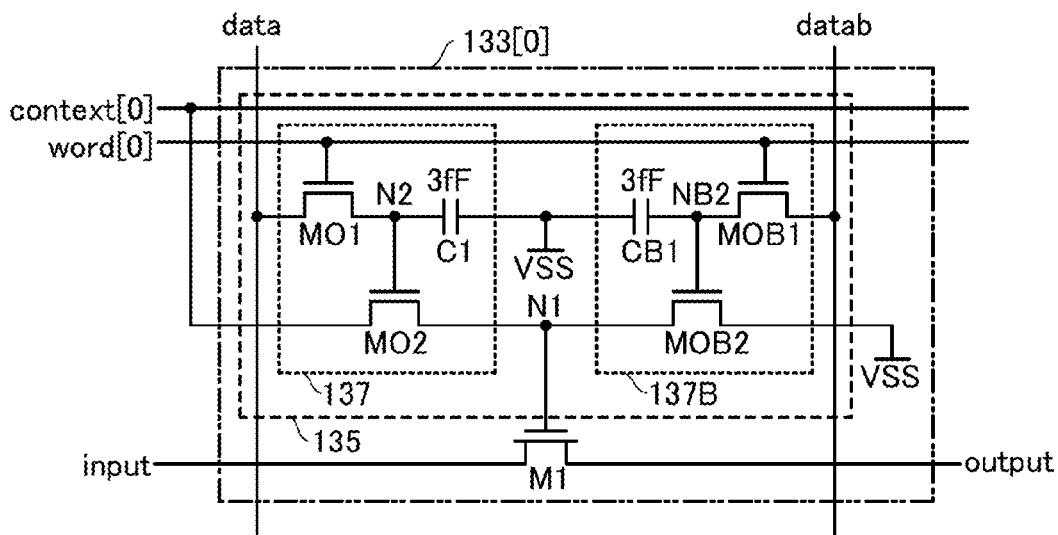 data
datab
133[0]
context[0]
word[0]
3fF
3fF
N2
NB2
MO1
C1
VSS
CB1
MOB1
N1
MO2
MOB2
VSS
137
137B
135
input
M1
output